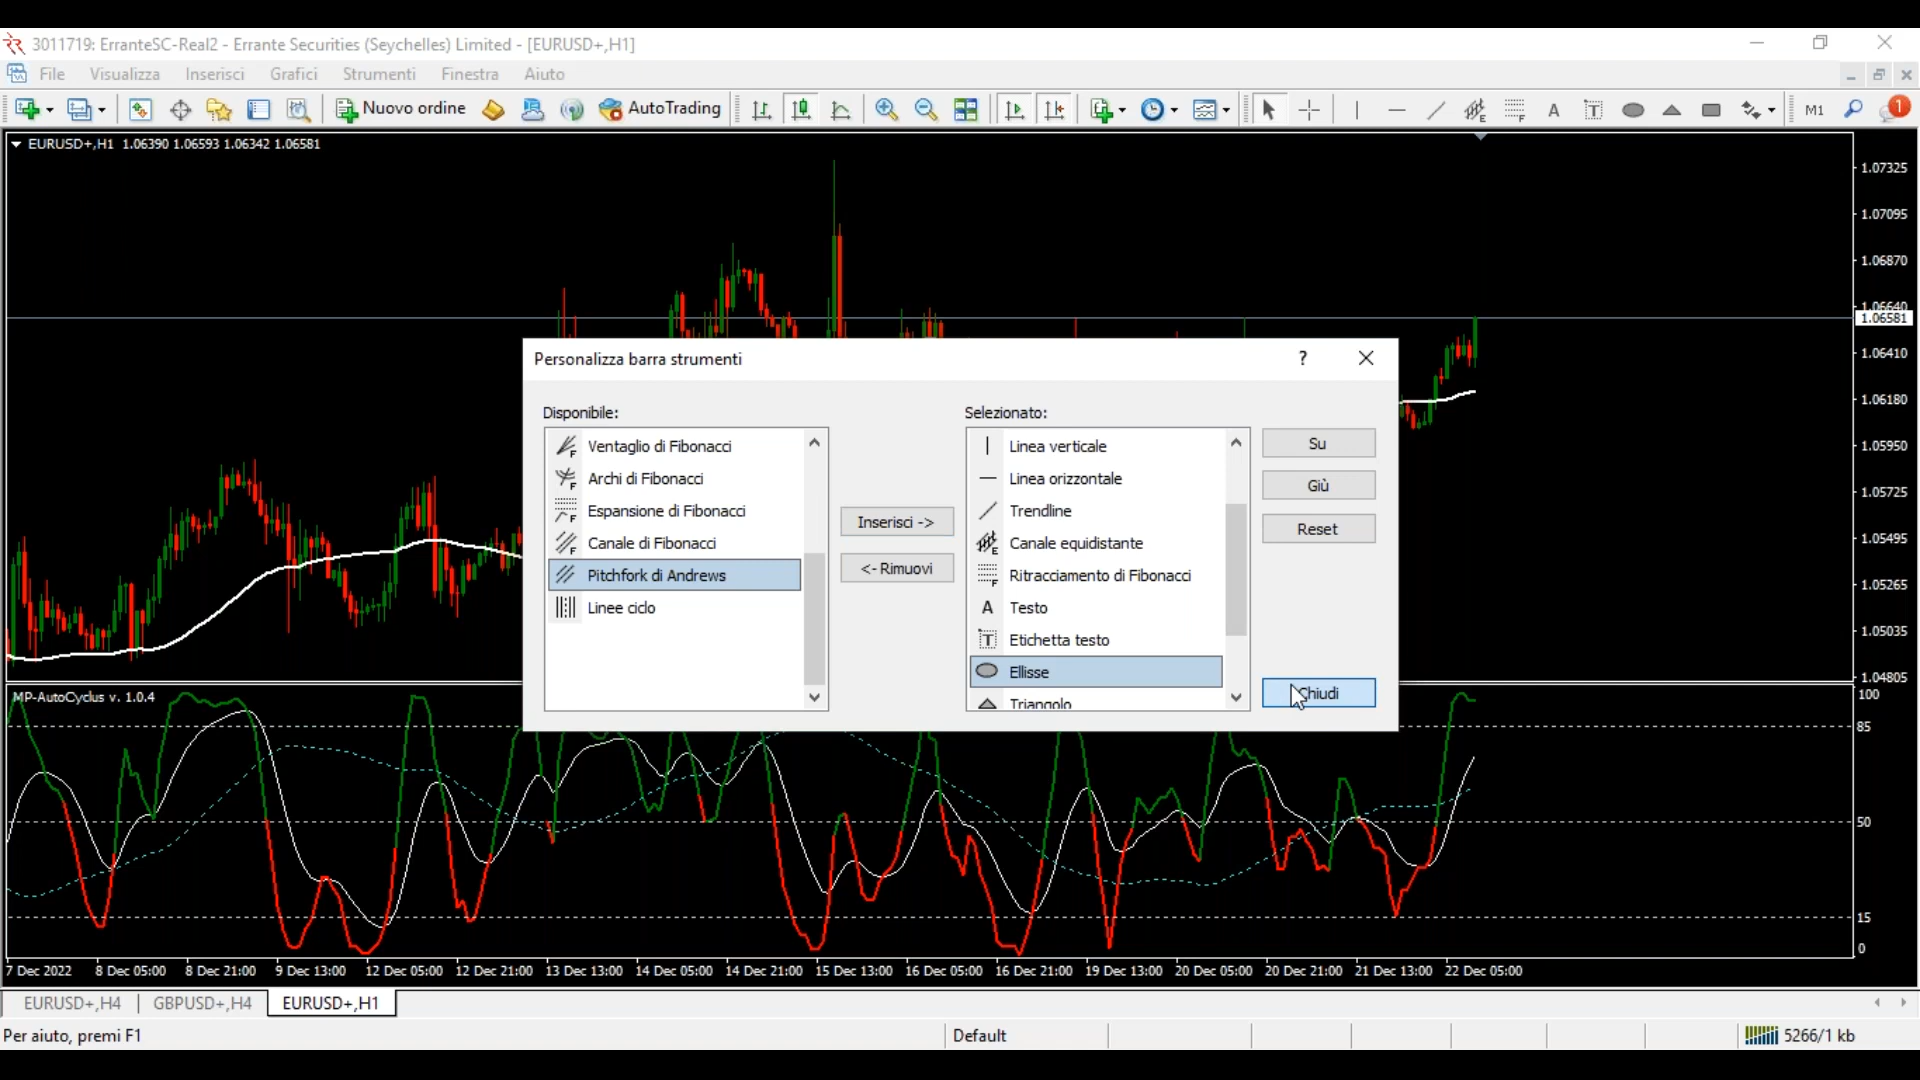 3011719: ErranteSC-Real2 - Errante Securities (Seychelles) Limited - [EURUSD+,H1]
File Visualizza Inserisci Grafici Strumenti Finestra Aiuto
Nuovo ordine AutoTrading A T M1 1
EURUSD+,H1 1.06390 1.06593 1.06342 1.06581
1.07325
1.07095
1.06870
1.06640
1.06581
1.06410
1.06180
1.05950
1.05725
1.05495
1.05265
1.05035
1.04805
Personalizza barra strumenti ?
Disponibile:
Ventaglio di Fibonacci
Archi di Fibonacci
Espansione di Fibonacci
Canale di Fibonacci
Pitchfork di Andrews
Linee ciclo
Inserisci ->
<- Rimuovi
Selezionato:
Linea verticale
Linea orizzontale
Trendline
Canale equidistante
Ritracciamento di Fibonacci
A Testo
T Etichetta testo
Ellisse
Triangolo
Su
Giù
Reset
Chiudi
MP-AutoCyclus v. 1.0.4
100
85
50
15
0
7 Dec 2022 8 Dec 05:00 8 Dec 21:00 9 Dec 13:00 12 Dec 05:00 12 Dec 21:00 13 Dec 13:00 14 Dec 05:00 14 Dec 21:00 15 Dec 13:00 16 Dec 05:00 16 Dec 21:00 19 Dec 13:00 20 Dec 05:00 20 Dec 21:00 21 Dec 13:00 22 Dec 05:00
EURUSD+,H4 GBPUSD+,H4 EURUSD+,H1
Per aiuto, premi F1 Default 5266/1 kb